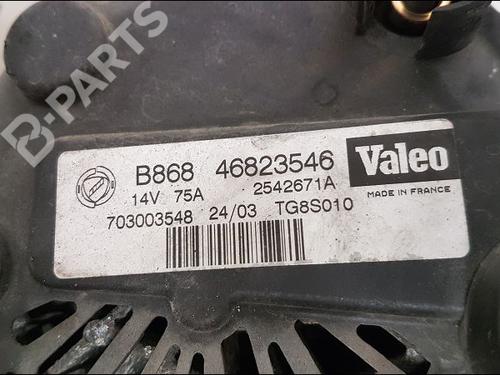 B-PARTS
B868 46823546 Valeo
14V 75A 2542671A MADE IN FRANCE
703003548 24/03 TG8S010